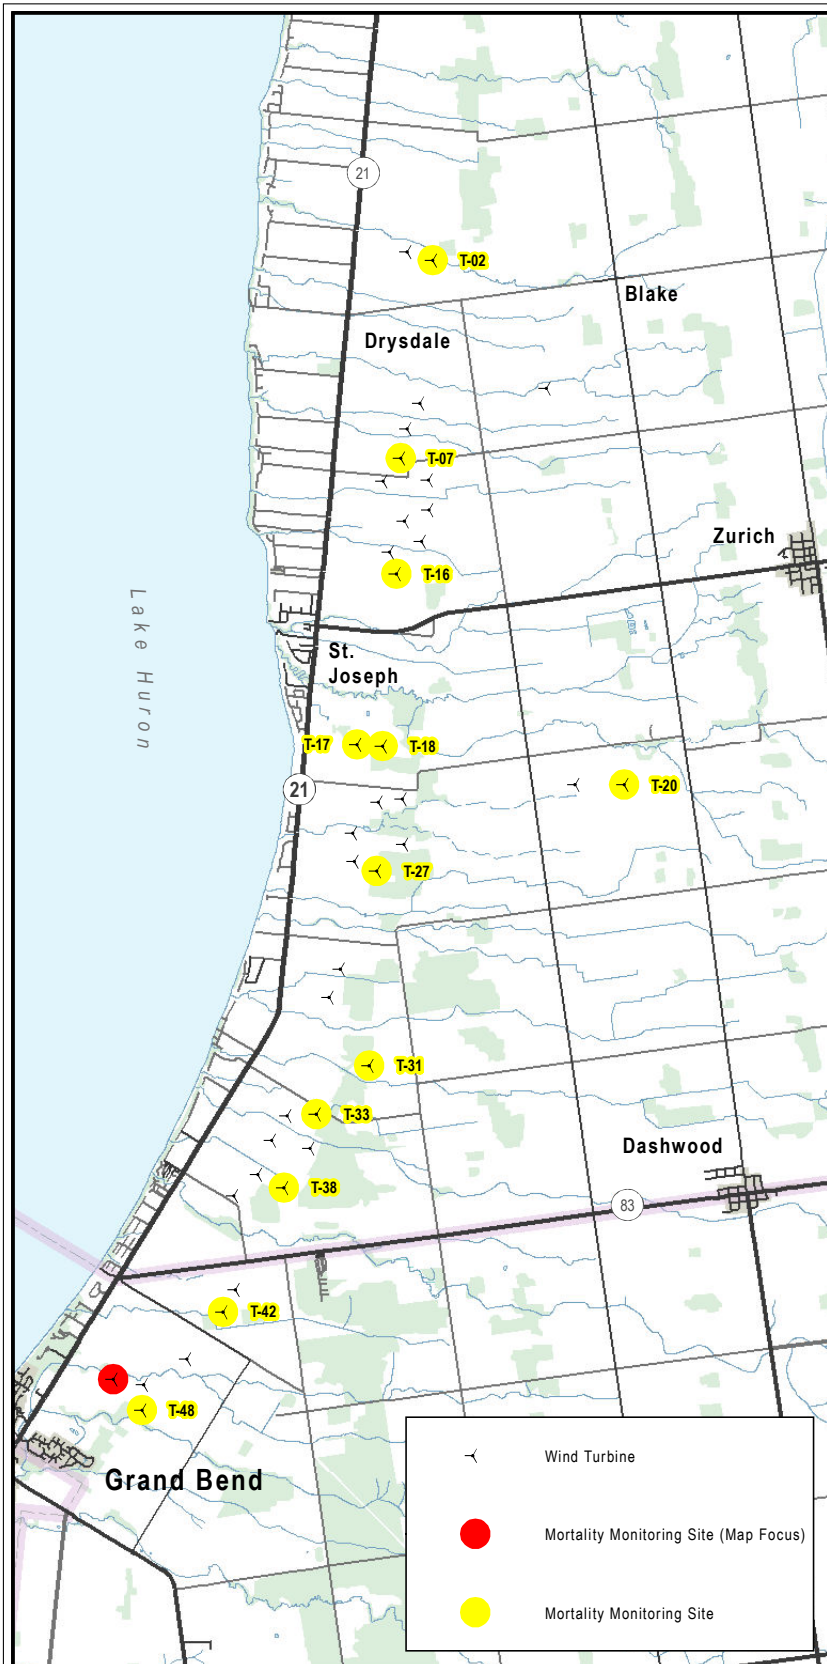 21
T-02
Blake
Drysdale
T-07
Zurich
T-16
Lake Huron
St.
Joseph
T-17
T-18
21
T-20
T-27
T-31
T-33
Dashwood
T-38
83
T-42
T-48
Grand Bend
Wind Turbine
Mortality Monitoring Site (Map Focus)
Mortality Monitoring Site